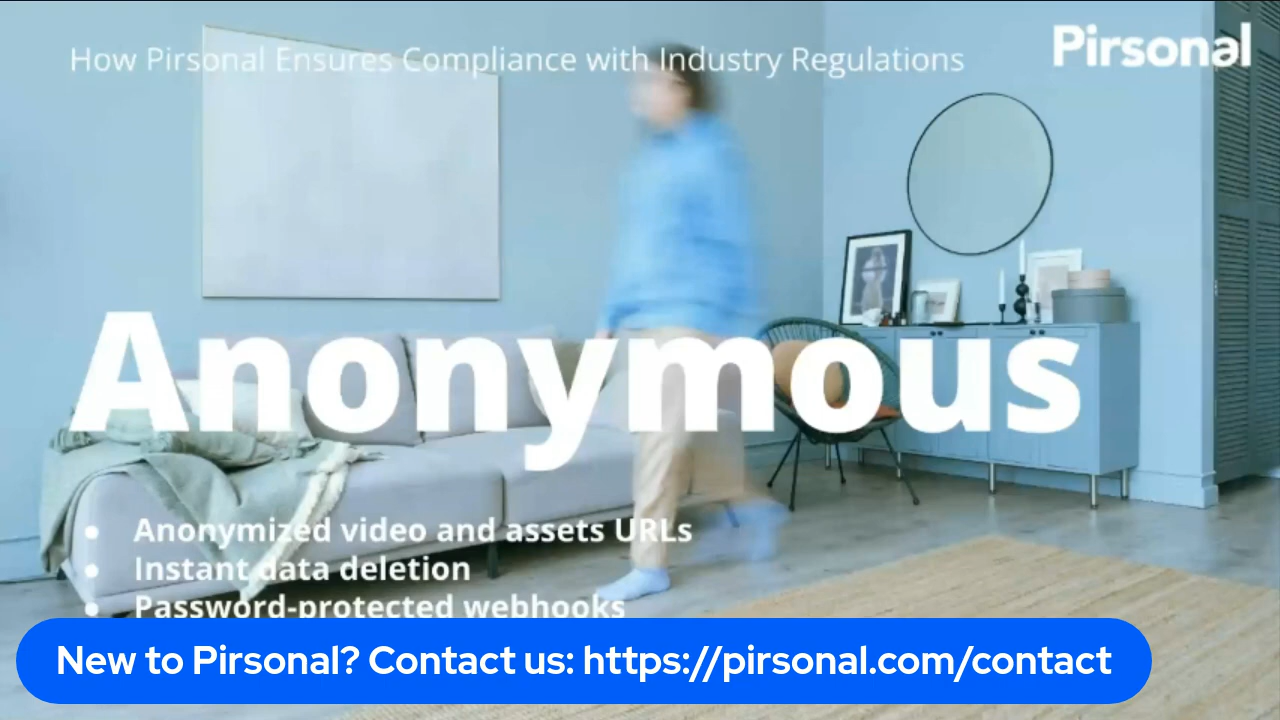 How Pirsonal Ensures Compliance with Industry Regulations
Pirsonal
Anonymous
• Anonymized video and assets URLs
• Instant data deletion
• Password-protected webhooks
New to Pirsonal? Contact us: https://pirsonal.com/contact